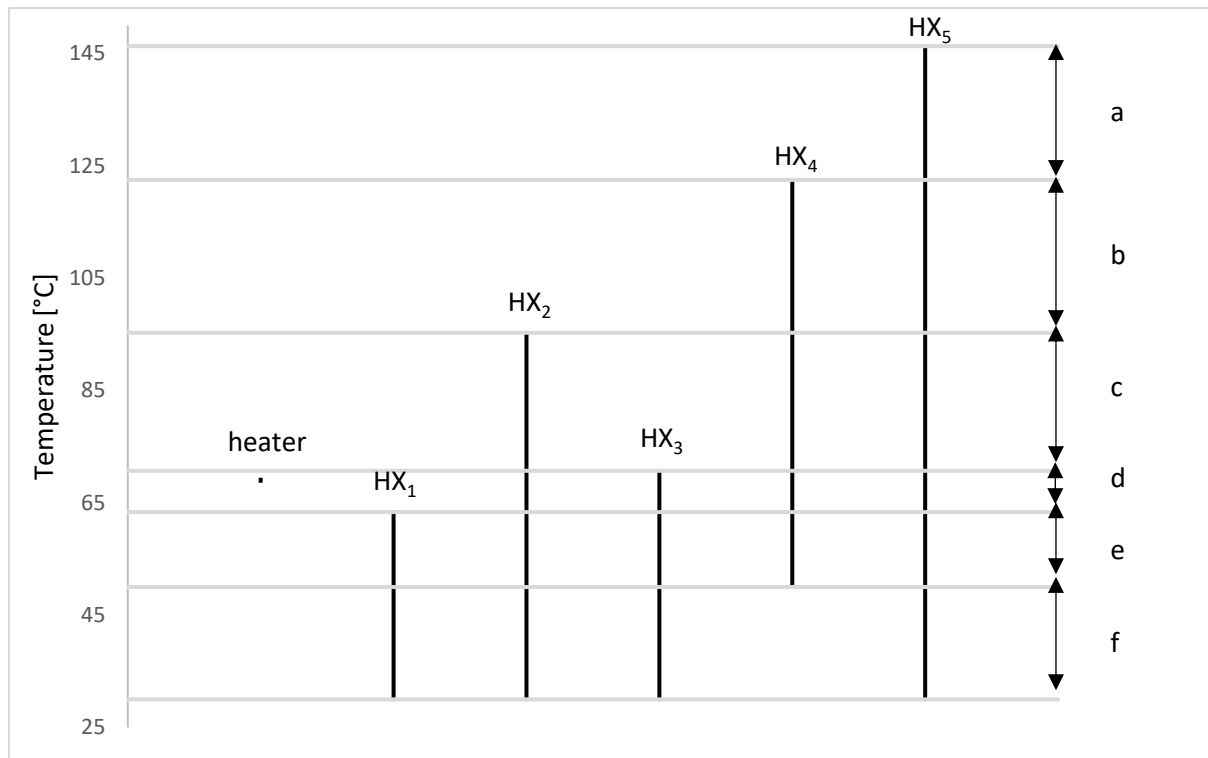 HX₅
145
a
HX₄
125
b
105
HX₂
c
85
HX₃
heater
d
HX₁
65
e
45
f
25
Temperature [°C]